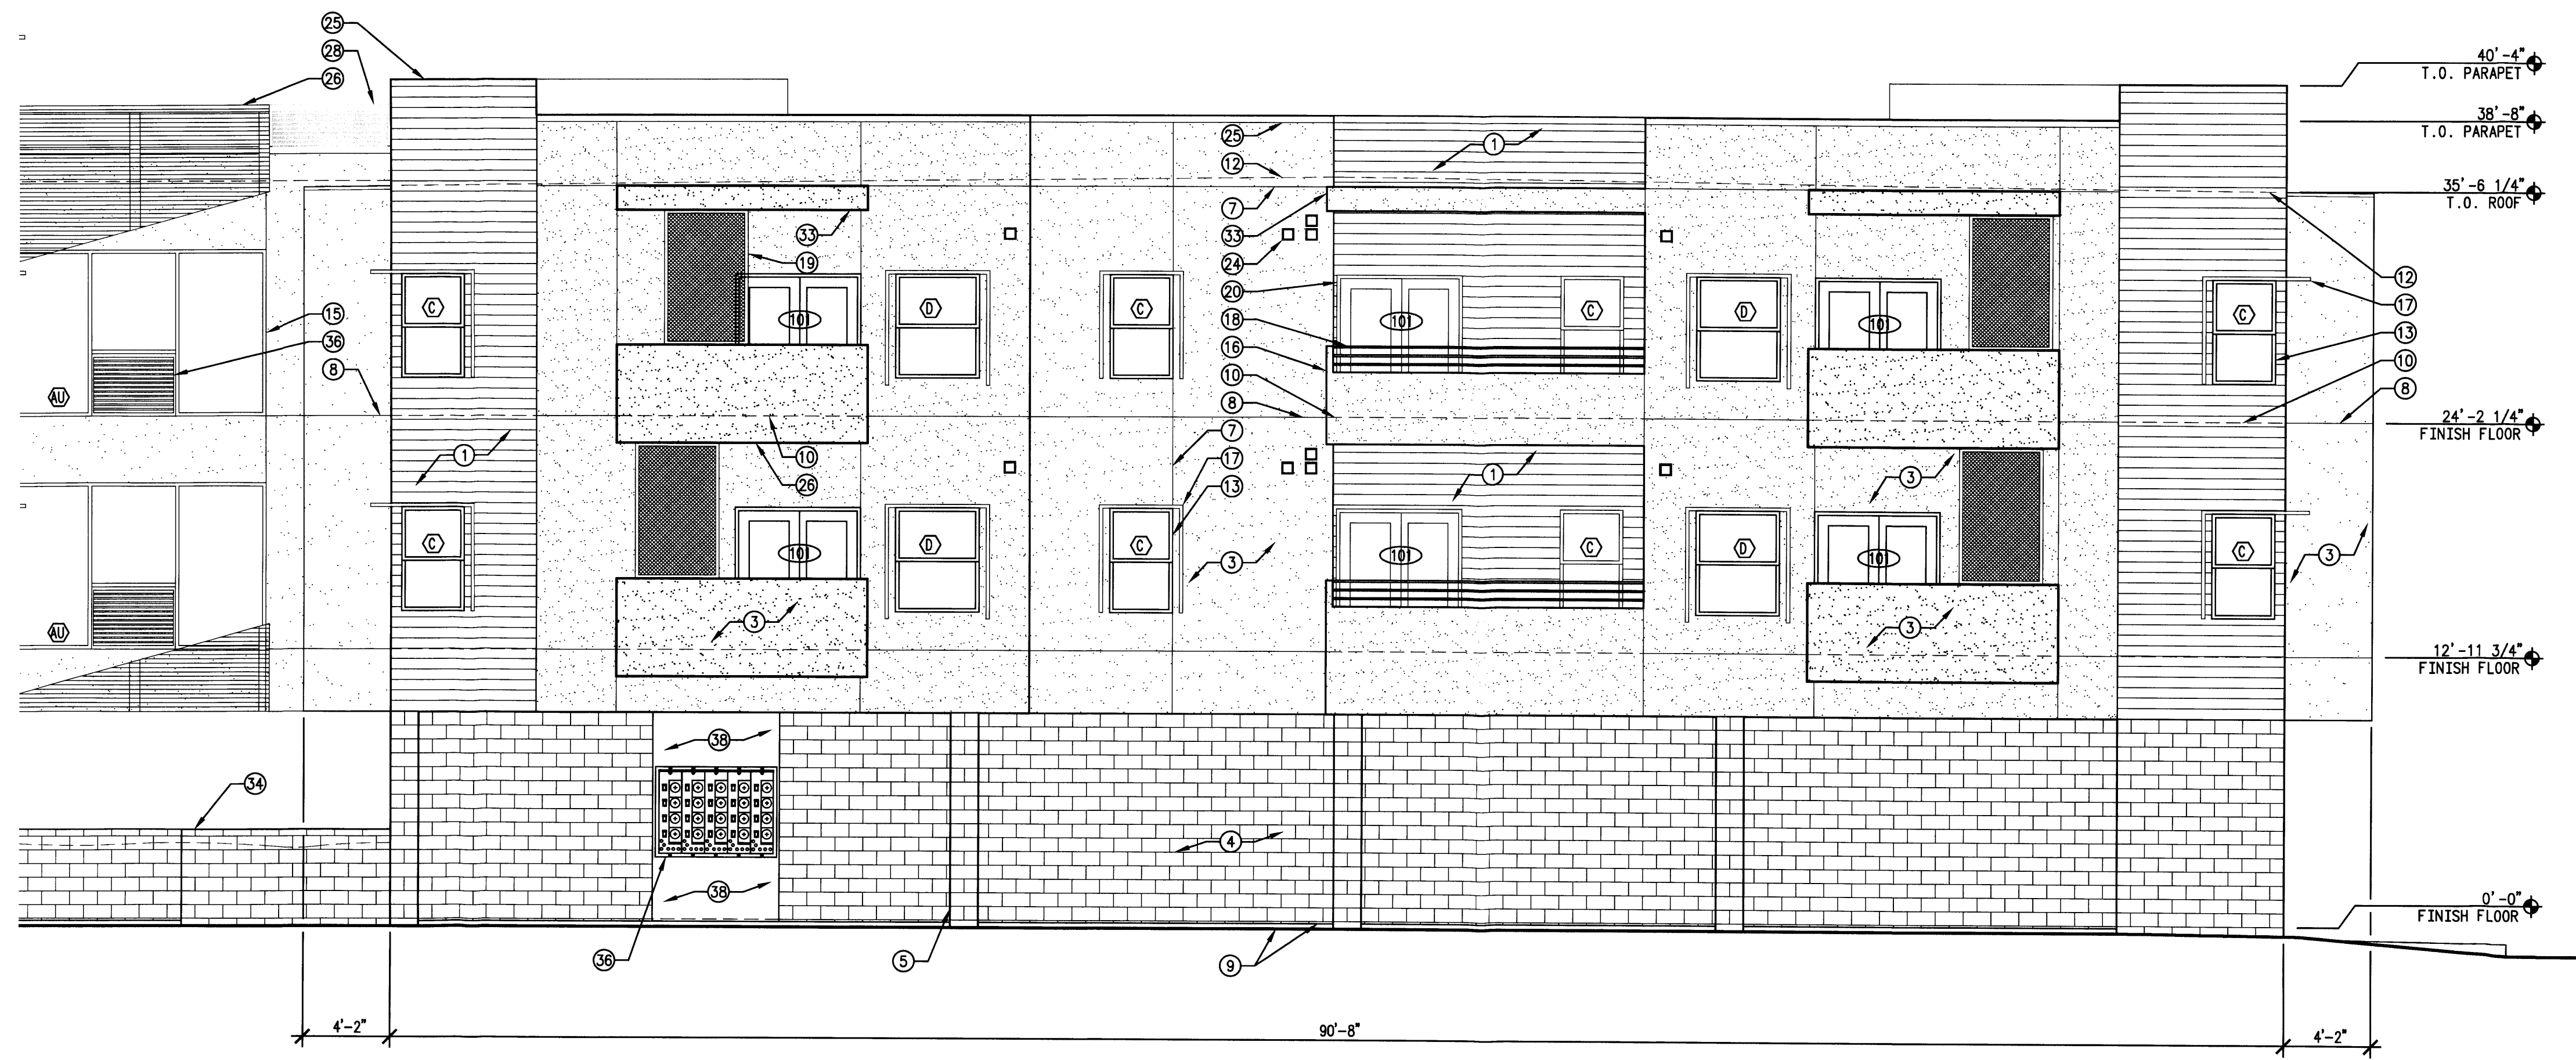 25
28
26
40'-4"
T.O. PARAPET
38'-8"
T.O. PARAPET
25
1
12
35'-6 1/4"
T.O. ROOF
7
33
33
24
19
12
20
17
15
C
101
D
C
101
C
D
101
C
18
13
36
16
10
8
10
8
AU
8
24'-2 1/4"
FINISH FLOOR
7
1
10
17
1
3
26
13
C
101
D
C
101
C
D
101
C
3
3
AU
3
3
12'-11 3/4"
FINISH FLOOR
38
34
4
38
0'-0"
FINISH FLOOR
36
5
9
4'-2"
90'-8"
4'-2"